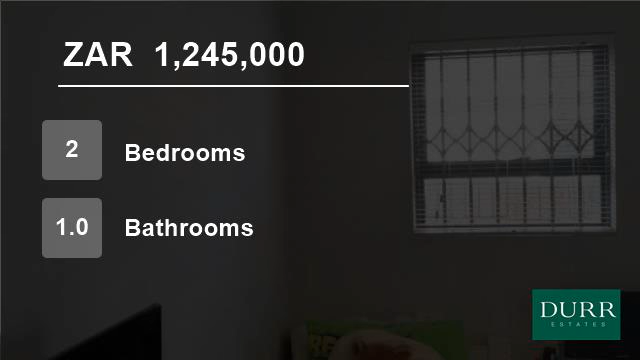 ZAR 1,245,000
2 Bedrooms
1.0 Bathrooms
DURR
ESTATES